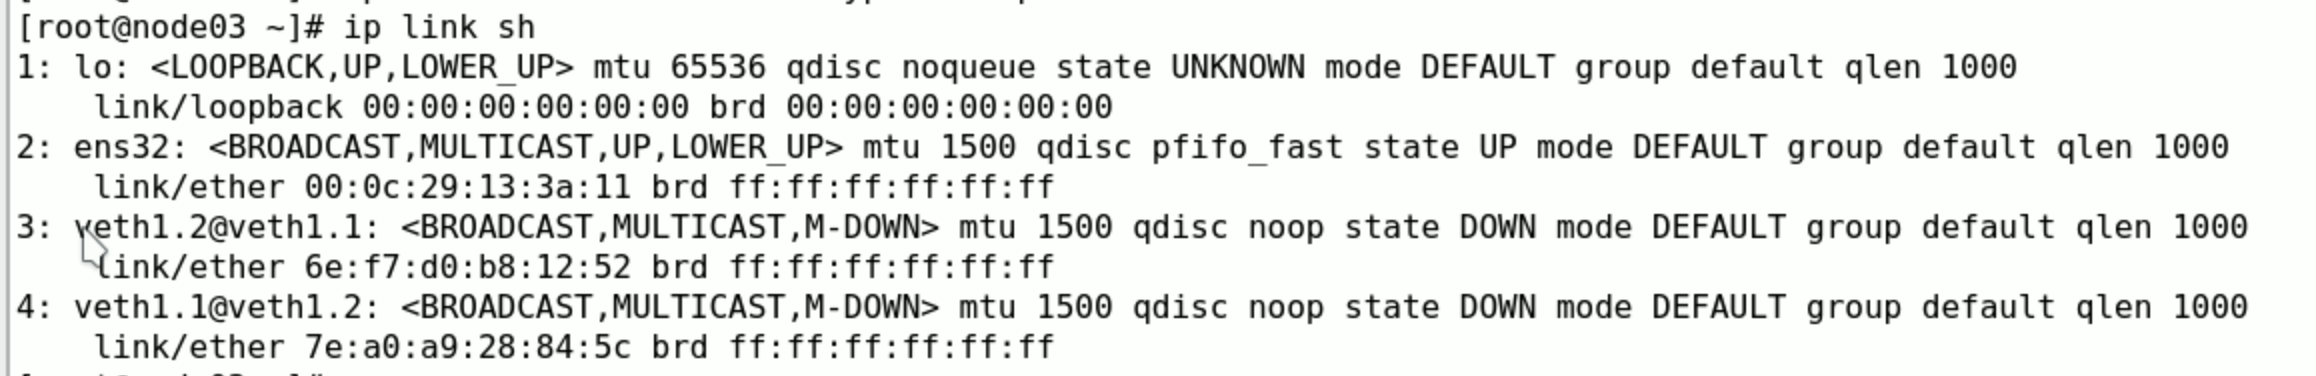 [root@node03 ~]# ip link sh
1: lo: <LOOPBACK,UP,LOWER_UP> mtu 65536 qdisc noqueue state UNKNOWN mode DEFAULT group default qlen 1000
    link/loopback 00:00:00:00:00:00 brd 00:00:00:00:00:00
2: ens32: <BROADCAST,MULTICAST,UP,LOWER_UP> mtu 1500 qdisc pfifo_fast state UP mode DEFAULT group default qlen 1000
    link/ether 00:0c:29:13:3a:11 brd ff:ff:ff:ff:ff:ff
3: veth1.2@veth1.1: <BROADCAST,MULTICAST,M-DOWN> mtu 1500 qdisc noop state DOWN mode DEFAULT group default qlen 1000
    link/ether 6e:f7:d0:b8:12:52 brd ff:ff:ff:ff:ff:ff
4: veth1.1@veth1.2: <BROADCAST,MULTICAST,M-DOWN> mtu 1500 qdisc noop state DOWN mode DEFAULT group default qlen 1000
    link/ether 7e:a0:a9:28:84:5c brd ff:ff:ff:ff:ff:ff